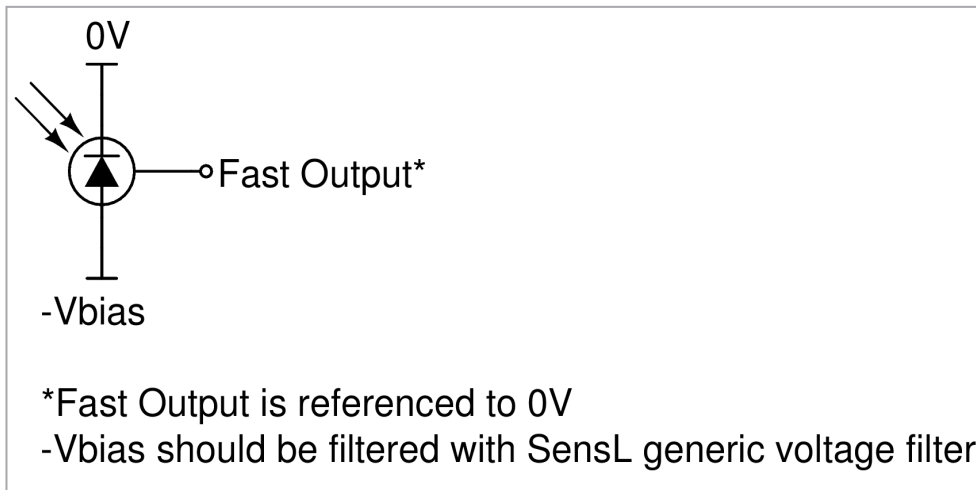 0V
Fast Output*
-Vbias
*Fast Output is referenced to 0V
-Vbias should be filtered with SensL generic voltage filter